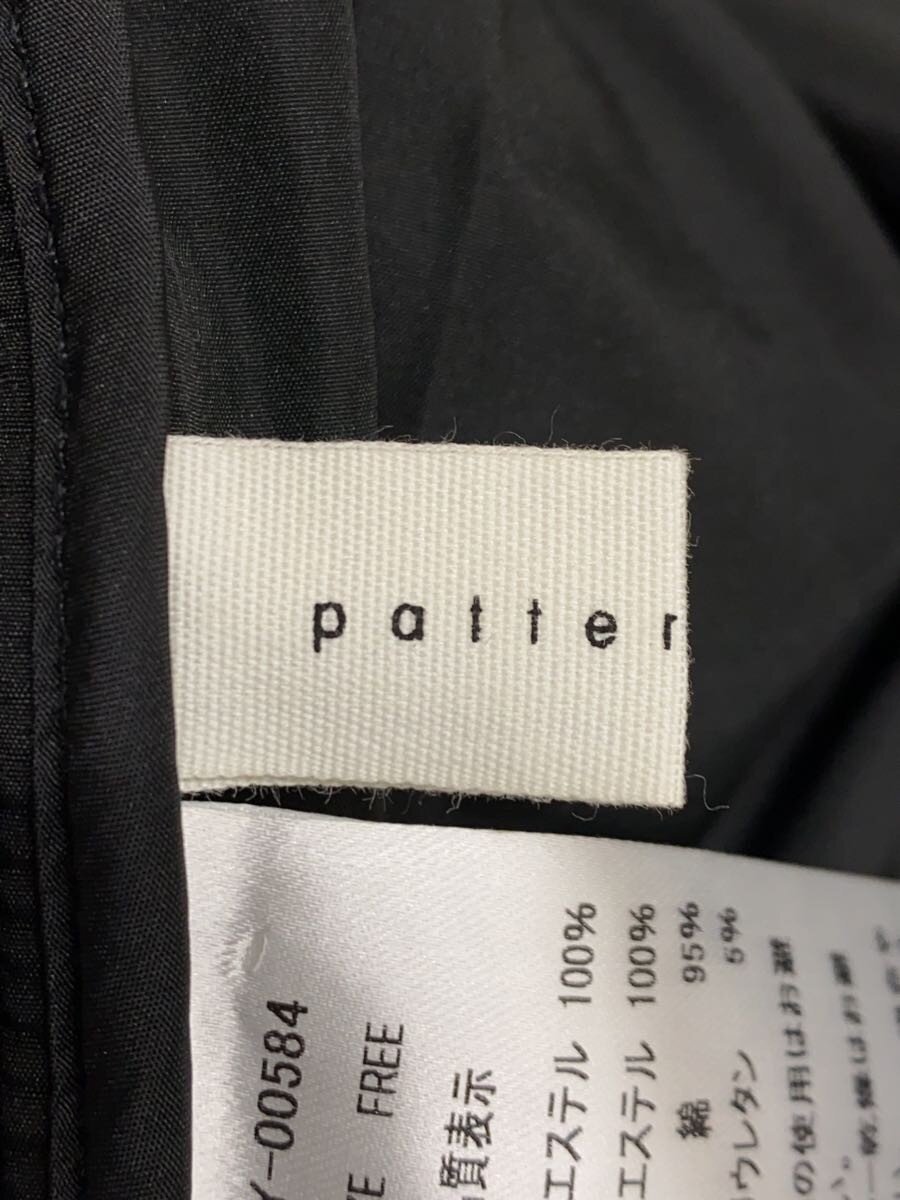 patter
Y-00584
FREE
質表示
エステル 100%
エステル 100%
綿 95%
ウレタン 5%
の使用はお避